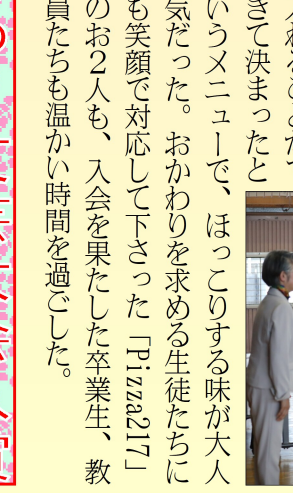 きて決まったと
いうメニューで、ほっこりする味が大人
気だった。おかわりを求める生徒たちに
も笑顔で対応して下さった「Pizza217」
のお2人も、入会を果たした卒業生、教
員たちも温かい時間を過ごした。